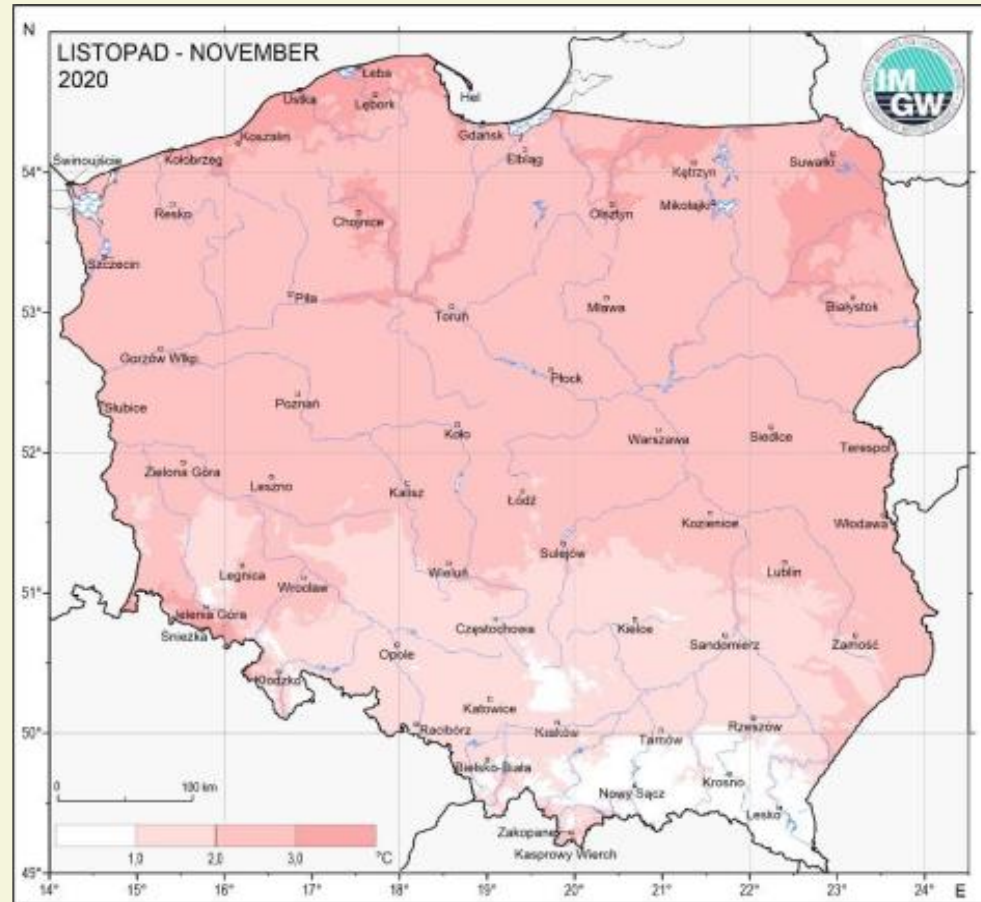 N
LISTOPAD - NOVEMBER
2020
IM
GW
Łeba
Hel
Ustka
Lębork
Gdańsk
Koszalin
Elbląg
Świnoujście
Kołobrzeg
54°
Suwałki
Kętrzyn
Resko
Chojnice
Olsztyn
Mikołajki
Szczecin
Piła
Toruń
Mława
Białystok
53°
Gorzów Wlkp.
Płock
Słubice
Poznań
Koło
Warszawa
Siedlce
52°
Terespol
Zielona Góra
Leszno
Kalisz
Łódź
Kozienice
Włodawa
Sulejów
Legnica
Wrocław
Wieluń
Lublin
51°
Jelenia Góra
Śnieżka
Częstochowa
Kielce
Sandomierz
Zamość
Opole
Kłodzko
Katowice
50°
Racibórz
Kraków
Tarnów
Rzeszów
Bielsko-Biała
0 100 km
Nowy Sącz
Krosno
Lesko
Zakopane
Kasprowy Wierch
1,0 2,0 3,0 °C
45°
14° 15° 16° 17° 18° 19° 20° 21° 22° 23° 24° E